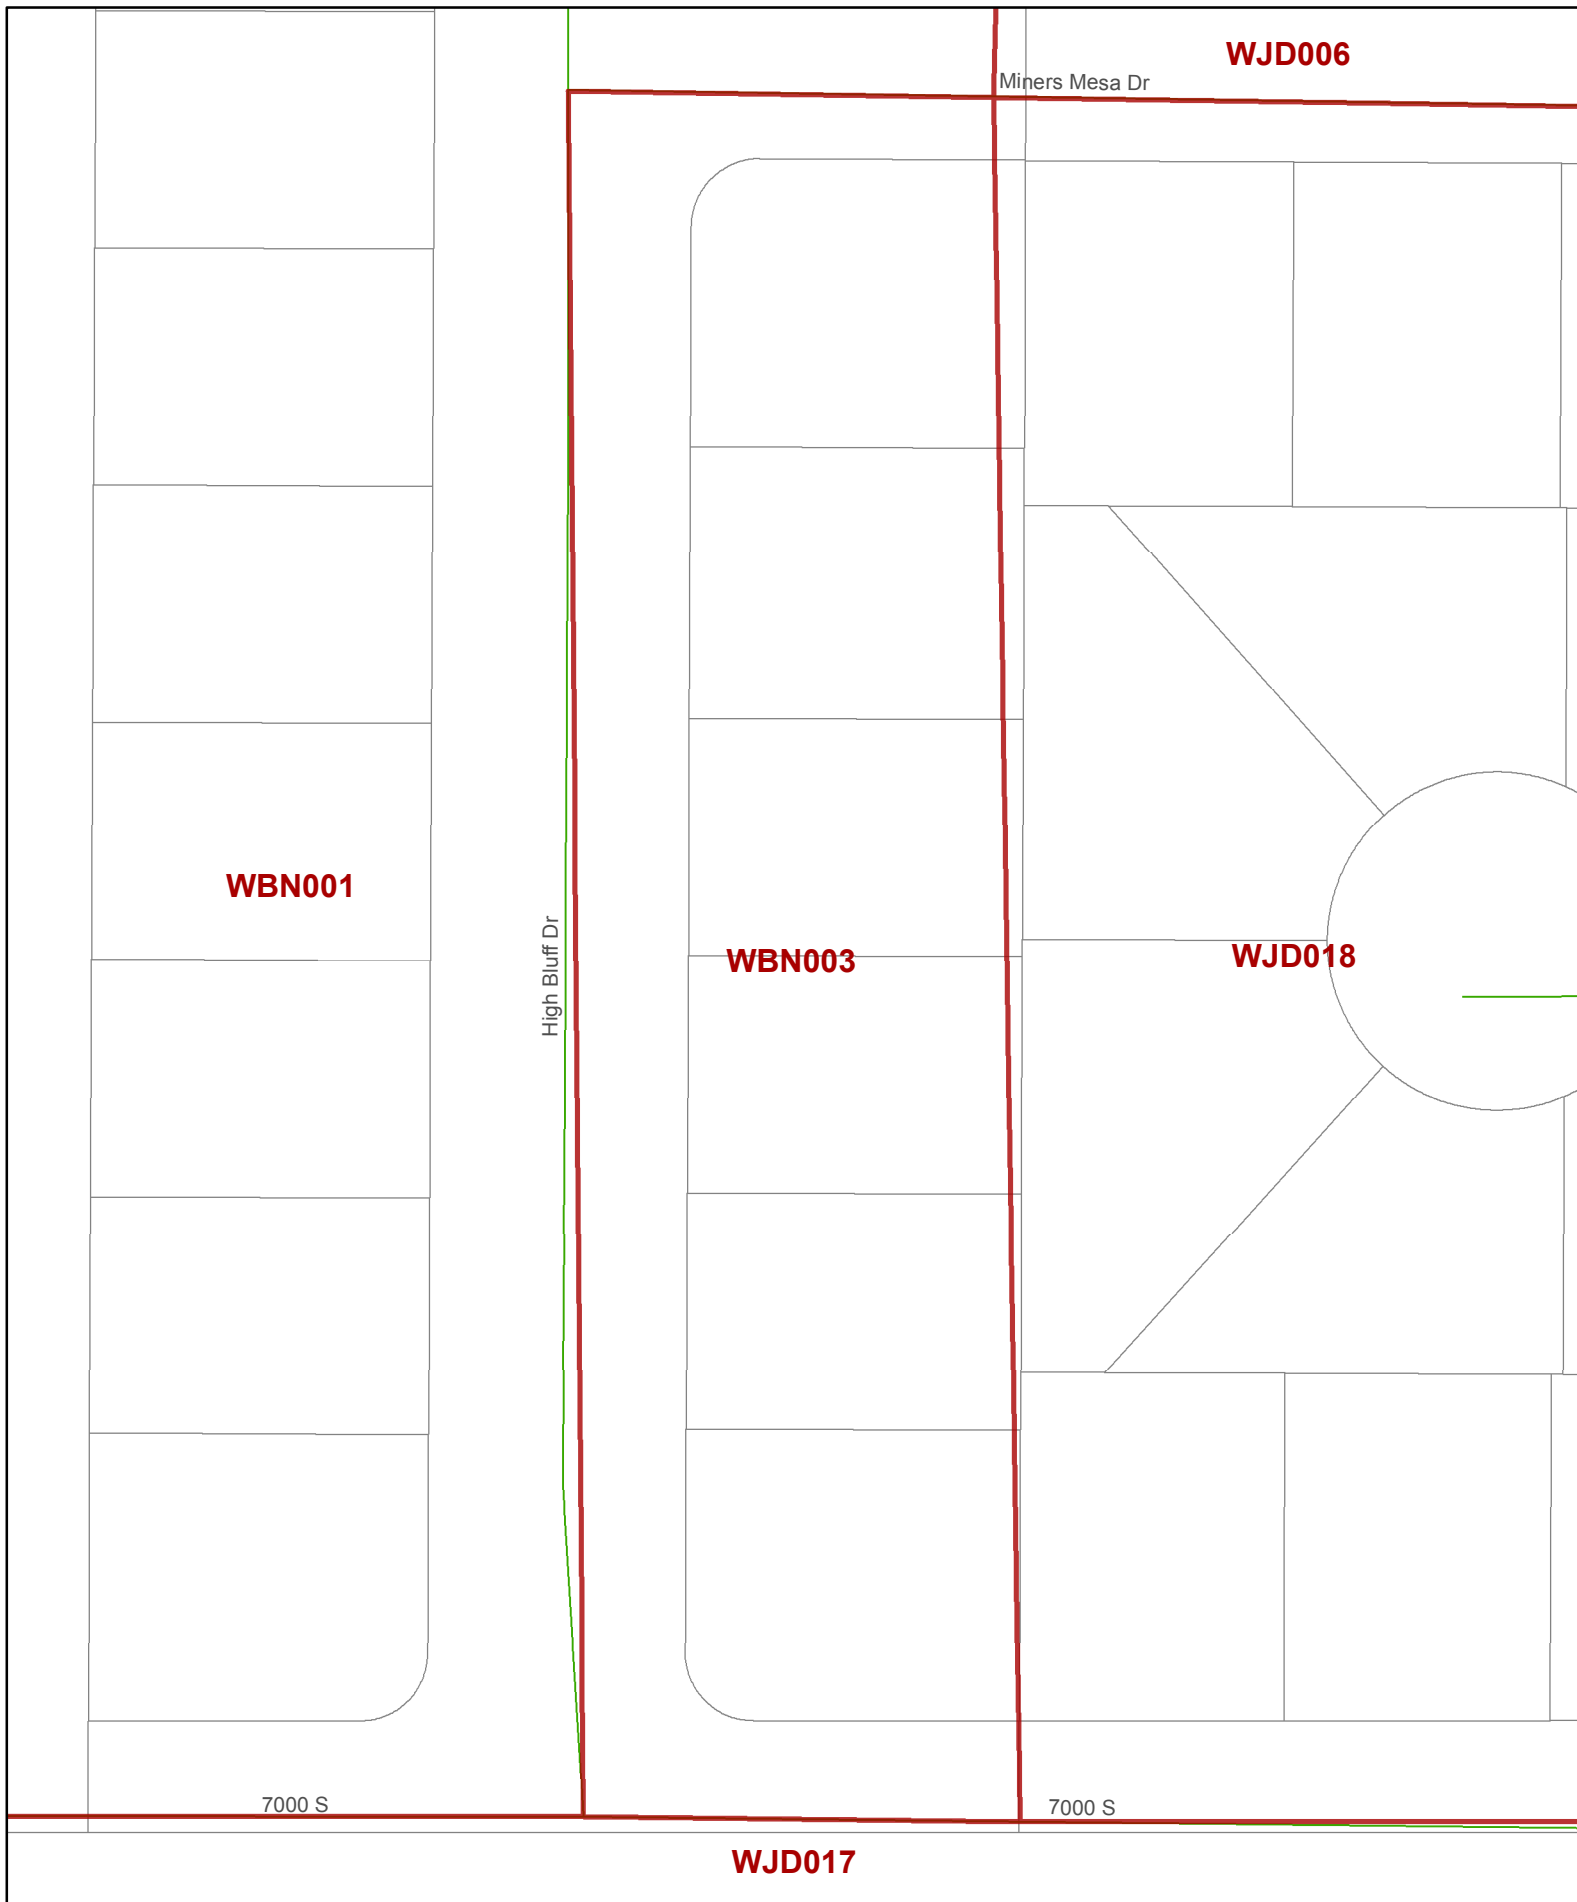 WJD006
Miners Mesa Dr
WBN001
High Bluff Dr
WBN003
WJD018
7000 S
7000 S
WJD017